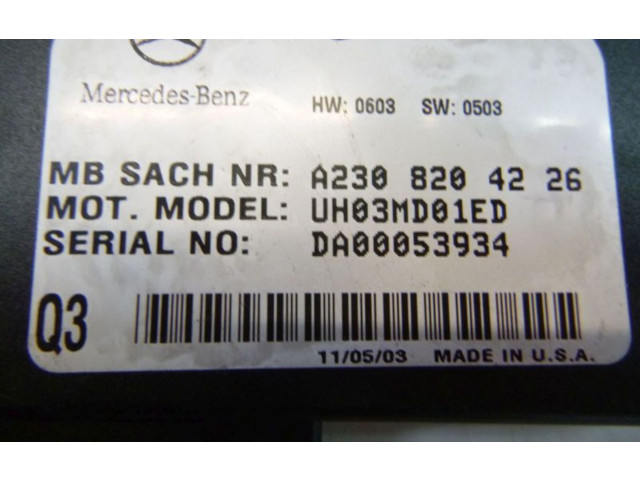 Mercedes-Benz HW: 0603 SW: 0503
MB SACH NR: A230 820 42 26
MOT. MODEL: UH03MD01ED
SERIAL NO: DA00053934
Q3
11/05/03 MADE IN U.S.A.